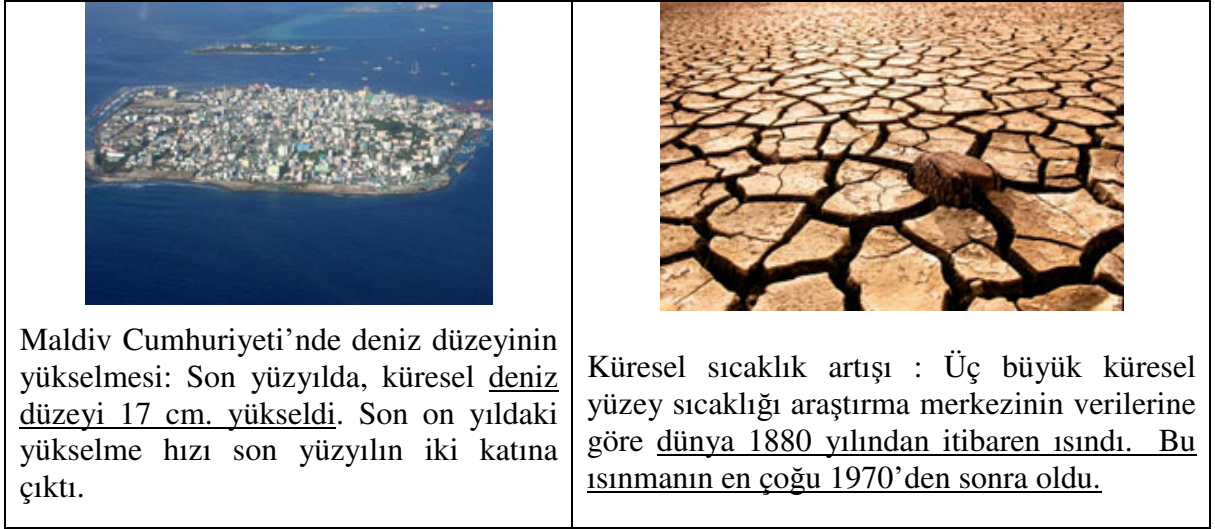 Maldiv Cumhuriyeti’nde deniz düzeyinin
yükselmesi: Son yüzyılda, küresel deniz
düzeyi 17 cm. yükseldi. Son on yıldaki
yükselme hızı son yüzyılın iki katına
çıktı.
Küresel sıcaklık artışı : Üç büyük küresel
yüzey sıcaklığı araştırma merkezinin verilerine
göre dünya 1880 yılından itibaren ısındı. Bu
ısınmanın en çoğu 1970’den sonra oldu.